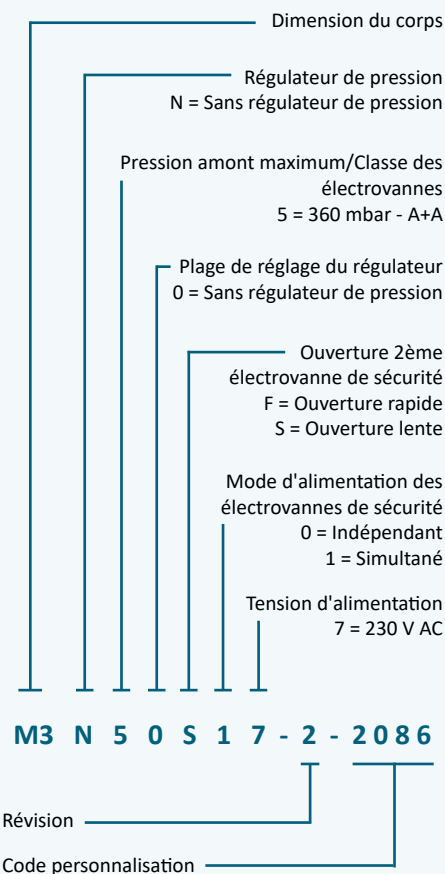 Dimension du corps
Régulateur de pression
N = Sans régulateur de pression
Pression amont maximum/Classe des
électrovannes
5 = 360 mbar - A+A
Plage de réglage du régulateur
0 = Sans régulateur de pression
Ouverture 2ème
électrovanne de sécurité
F = Ouverture rapide
S = Ouverture lente
Mode d'alimentation des
électrovannes de sécurité
0 = Indépendant
1 = Simultané
Tension d'alimentation
7 = 230 V AC
M3 N 5 0 S 1 7 - 2 - 2086
Révision
Code personnalisation